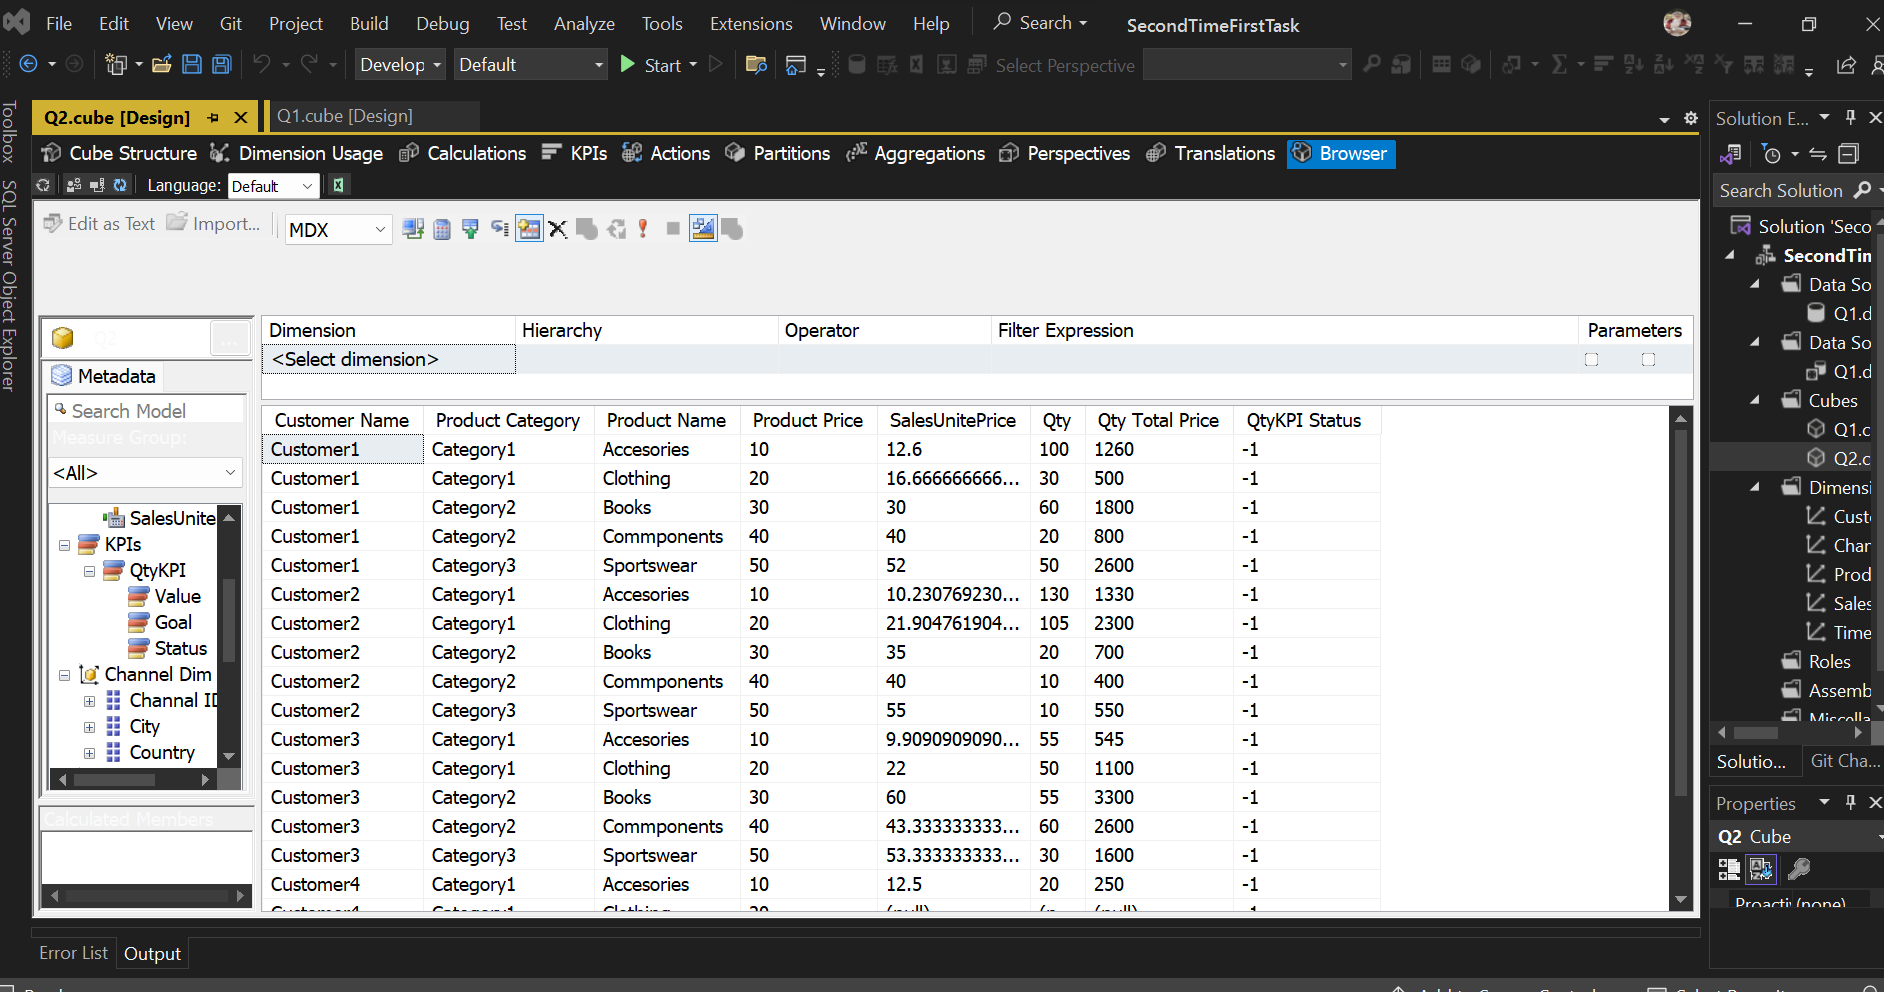 File Edit View Git Project Build Debug Test Analyze Tools Extensions Window Help Search SecondTimeFirstTask
Develop Default Start Select Perspective
Toolbox
SQL Server Object Explorer
Q2.cube [Design] Q1.cube [Design]
Cube Structure Dimension Usage Calculations KPIs Actions Partitions Aggregations Perspectives Translations Browser
Language: Default
Edit as Text Import... MDX
Q2 ...
Metadata
Search Model
Measure Group:
<All>
SalesUnite
KPIs
QtyKPI
Value
Goal
Status
Channel Dim
Channal ID
City
Country
Calculated Members
Dimension Hierarchy Operator Filter Expression Parameters
<Select dimension>
Customer Name Product Category Product Name Product Price SalesUnitePrice Qty Qty Total Price QtyKPI Status
Customer1 Category1 Accesories 10 12.6 100 1260 -1
Customer1 Category1 Clothing 20 16.666666666... 30 500 -1
Customer1 Category2 Books 30 30 60 1800 -1
Customer1 Category2 Commponents 40 40 20 800 -1
Customer1 Category3 Sportswear 50 52 50 2600 -1
Customer2 Category1 Accesories 10 10.230769230... 130 1330 -1
Customer2 Category1 Clothing 20 21.904761904... 105 2300 -1
Customer2 Category2 Books 30 35 20 700 -1
Customer2 Category2 Commponents 40 40 10 400 -1
Customer2 Category3 Sportswear 50 55 10 550 -1
Customer3 Category1 Accesories 10 9.9090909090... 55 545 -1
Customer3 Category1 Clothing 20 22 50 1100 -1
Customer3 Category2 Books 30 60 55 3300 -1
Customer3 Category2 Commponents 40 43.333333333... 60 2600 -1
Customer3 Category3 Sportswear 50 53.333333333... 30 1600 -1
Customer4 Category1 Accesories 10 12.5 20 250 -1
Customer4 Category1 Clothing 20 (null) (n... (null) -1
Solution E...
Search Solution
Solution 'Seco
SecondTin
Data So
Q1.d
Data So
Q1.d
Cubes
Q1.c
Q2.c
Dimensi
Custo
Chan
Prod
Sales
Time
Roles
Assemb
Miscella
Solutio... Git Cha...
Properties
Q2 Cube
Proacti (none)
Error List Output